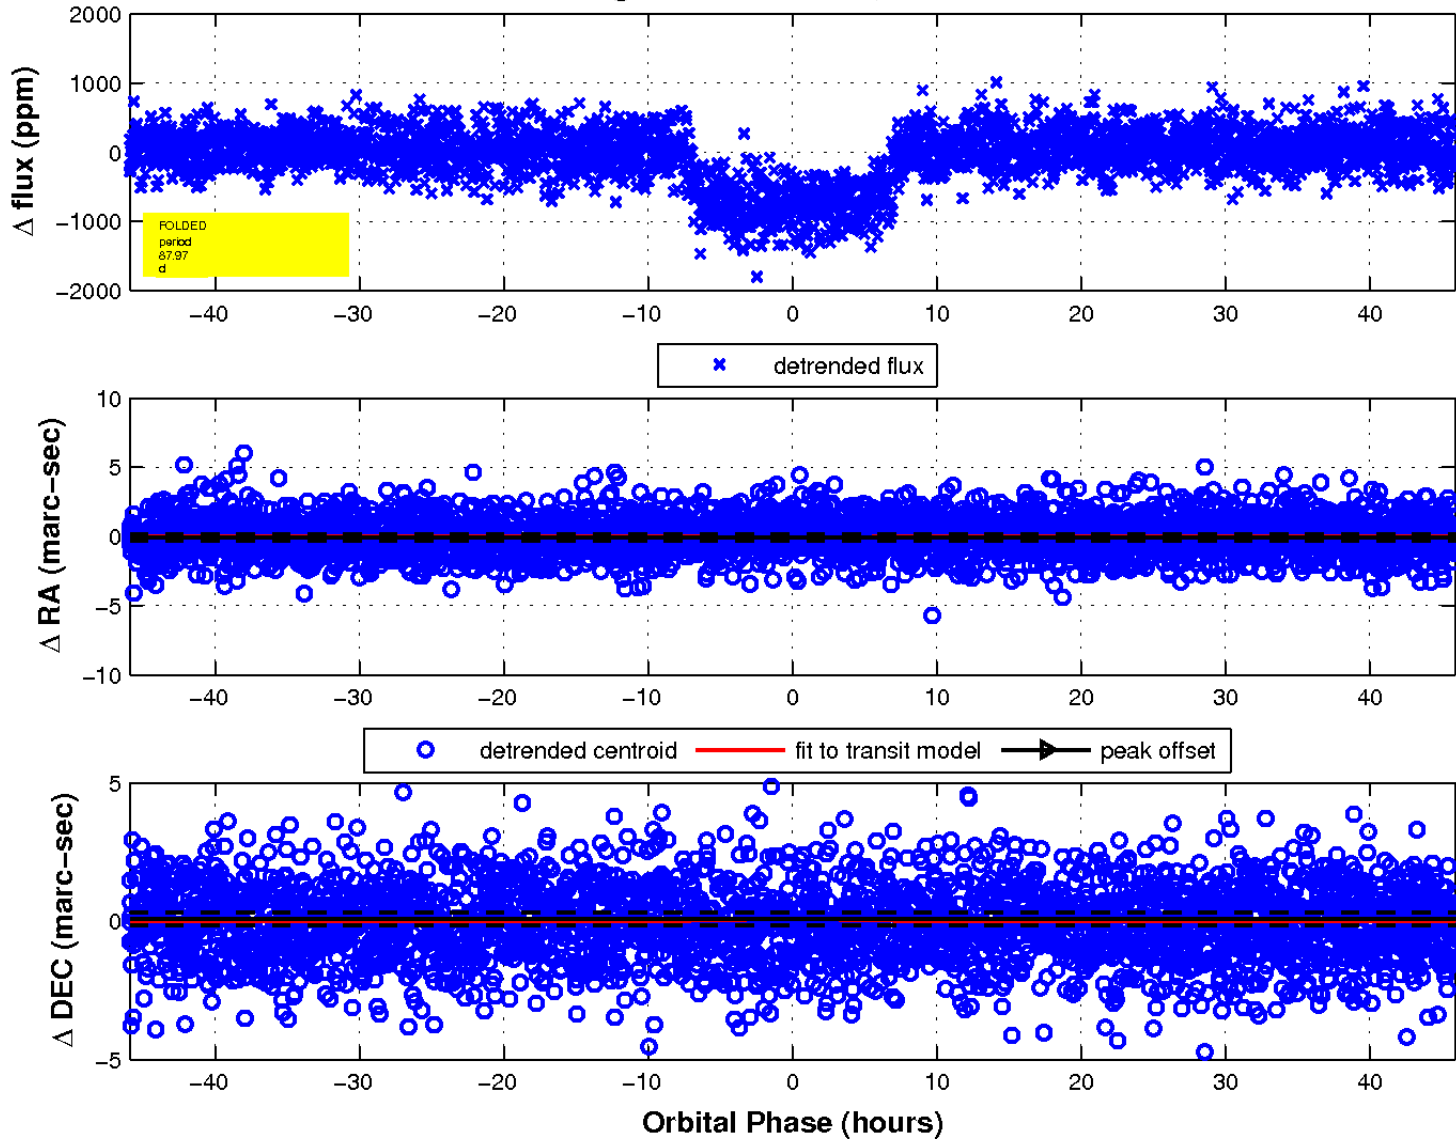 2000
1000
0
−1000
−2000
Δ flux (ppm)
FOLDED
period
87.97
d
−40 −30 −20 −10 0 10 20 30 40
detrended flux
10
5
0
−5
−10
Δ RA (marc−sec)
−40 −30 −20 −10 0 10 20 30 40
detrended centroid fit to transit model peak offset
5
0
−5
Δ DEC (marc−sec)
−40 −30 −20 −10 0 10 20 30 40
Orbital Phase (hours)